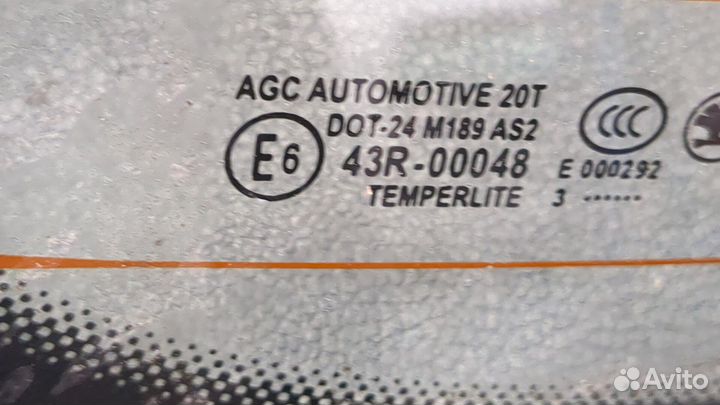 AGC AUTOMOTIVE 20T
DOT-24 M189 AS2
CCC
E6
43R-00048
E 000292
TEMPERLITE 3 ······
Avito